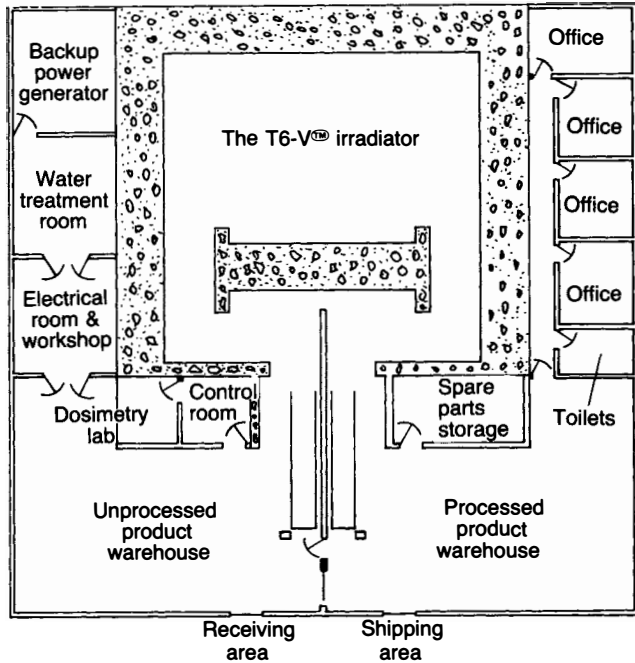 Backup
power
generator
Office
The T6-V™ irradiator
Office
Water
treatment
room
Office
Electrical
room &
workshop
Office
Dosimetry
lab
Control
room
Spare
parts
storage
Toilets
Unprocessed
product
warehouse
Processed
product
warehouse
Receiving
area
Shipping
area